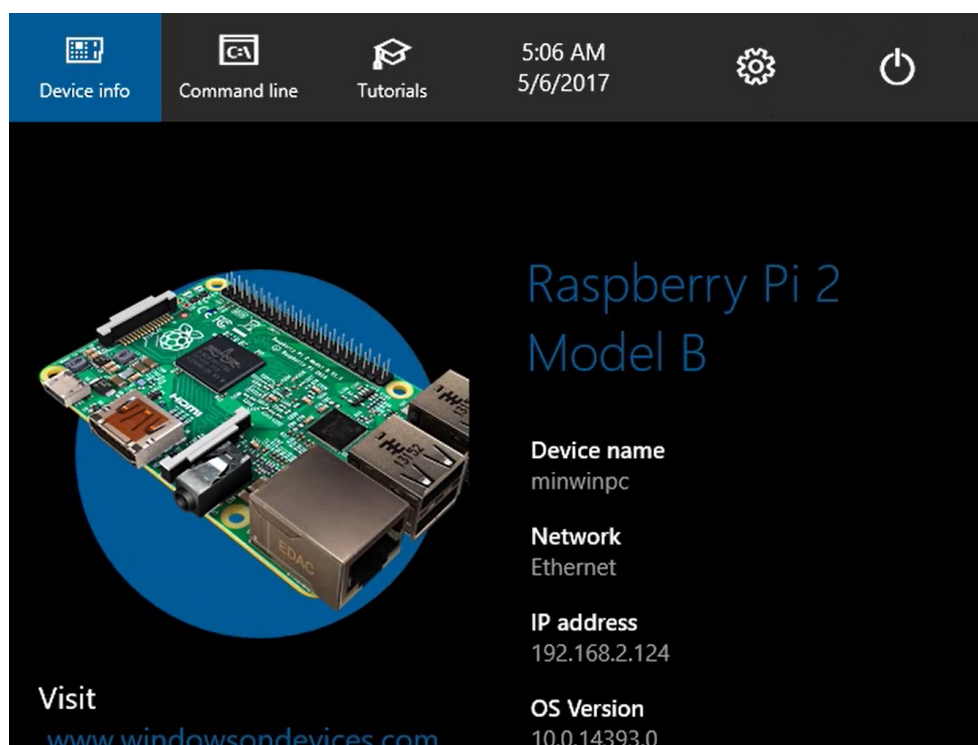 Device info
C:\
Command line
Tutorials
5:06 AM
5/6/2017
Raspberry Pi 2
Model B
Device name
minwinpc
Network
Ethernet
IP address
192.168.2.124
OS Version
10.0.14393.0
EDAC
Visit
www.windowsondevices.com